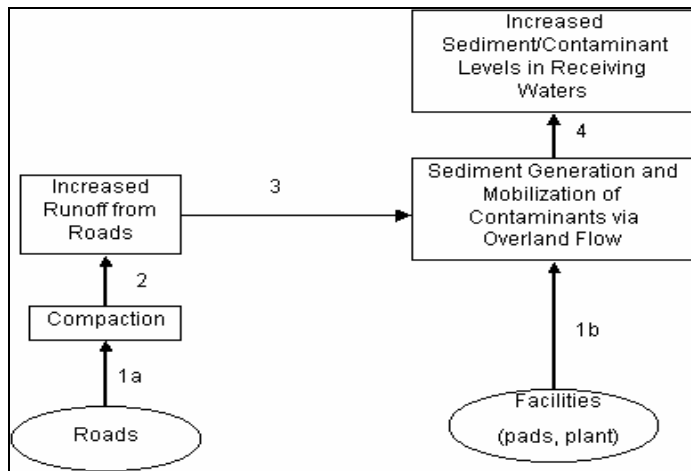 Increased
Sediment/Contaminant
Levels in Receiving
Waters
4
Increased
Runoff from
Roads
3
Sediment Generation and
Mobilization of
Contaminants via
Overland Flow
2
Compaction
1a
1b
Roads
Facilities
(pads, plant)